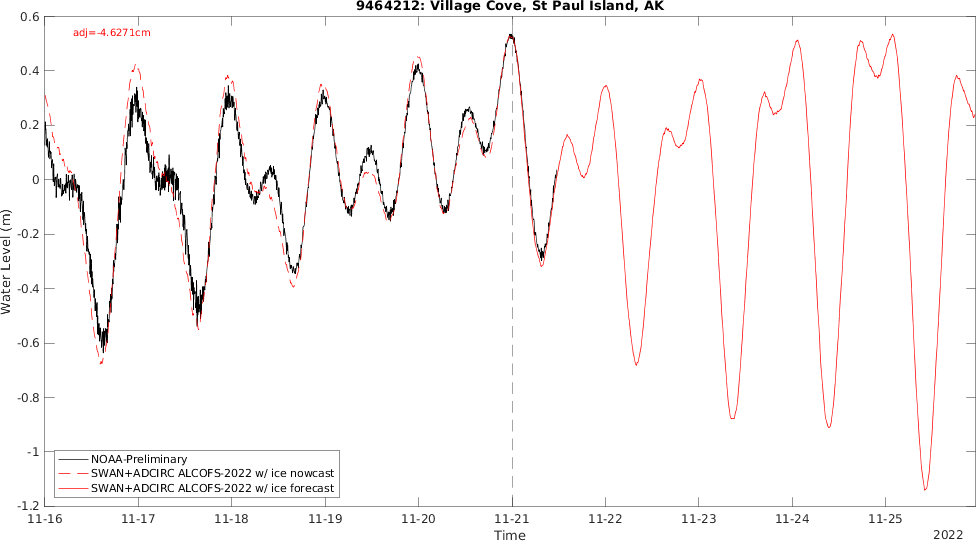 9464212: Village Cove, St Paul Island, AK
adj=-4.6271cm
0.6
0.4
0.2
0
-0.2
-0.4
-0.6
-0.8
-1
-1.2
Water Level (m)
NOAA-Preliminary
SWAN+ADCIRC ALCOFS-2022 w/ ice nowcast
SWAN+ADCIRC ALCOFS-2022 w/ ice forecast
11-16 11-17 11-18 11-19 11-20 11-21 11-22 11-23 11-24 11-25
Time
2022